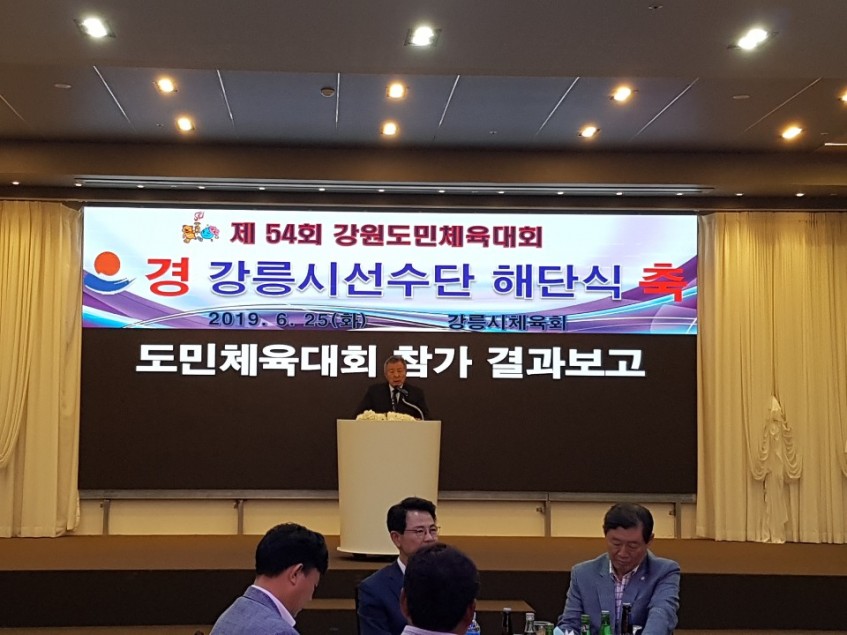 제 54회 강원도민체육대회
경 강릉시선수단 해단식 축
2019. 6. 25(화) 강릉시체육회
도민체육대회 참가 결과보고